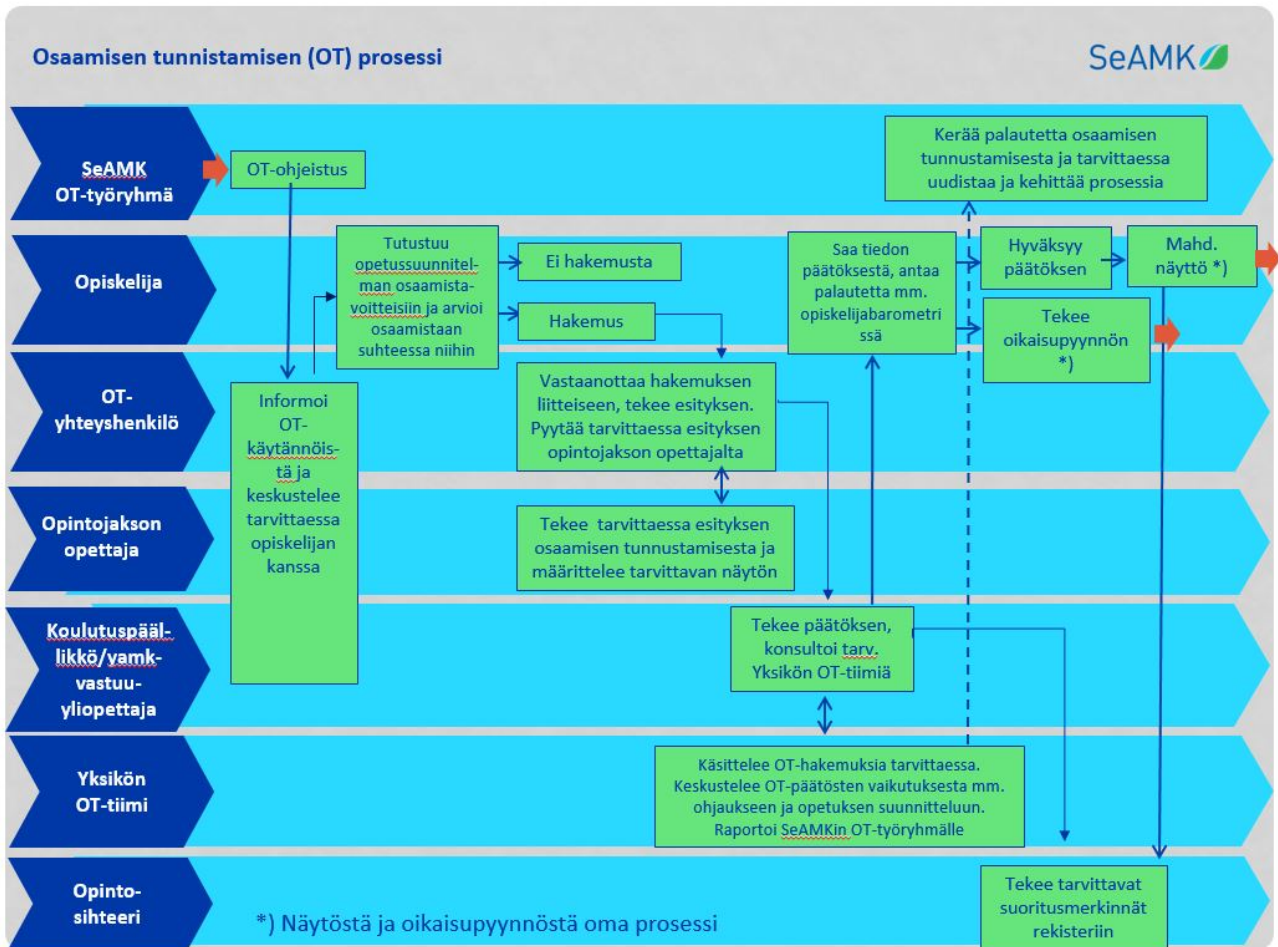 Osaamisen tunnistamisen (OT) prosessi
SeAMK
SeAMK
OT-työryhmä
OT-ohjeistus
Kerää palautetta osaamisen
tunnustamisesta ja tarvittaessa
uudistaa ja kehittää prosessia
Opiskelija
Tutustuu
opetussuunnitel-
man osaamista-
voitteisiin ja arvioi
osaamistaan
suhteessa niihin
Ei hakemusta
Hakemus
Saa tiedon
päätöksestä, antaa
palautetta mm.
opiskelijabarometri
ssä
Hyväksyy
päätöksen
Mahd.
näyttö *)
Tekee
oikaisupyynnön
*)
OT-
yhteyshenkilö
Informoi
OT-
käytännöis-
tä ja
keskustelee
tarvittaessa
opiskelijan
kanssa
Vastaanottaa hakemuksen
liitteiseen, tekee esityksen.
Pyytää tarvittaessa esityksen
opintojakson opettajalta
Opintojakson
opettaja
Tekee tarvittaessa esityksen
osaamisen tunnustamisesta ja
määrittelee tarvittavan näytön
Koulutuspääl-
likkö/yamk-
vastuu-
yliopettaja
Tekee päätöksen,
konsultoi tarv.
Yksikön OT-tiimiä
Yksikön
OT-tiimi
Käsittelee OT-hakemuksia tarvittaessa.
Keskustelee OT-päätösten vaikutuksesta mm.
ohjaukseen ja opetuksen suunnitteluun.
Raportoi SeAMKin OT-työryhmälle
Opinto-
sihteeri
*) Näytöstä ja oikaisupyynnöstä oma prosessi
Tekee tarvittavat
suoritusmerkinnät
rekisteriin